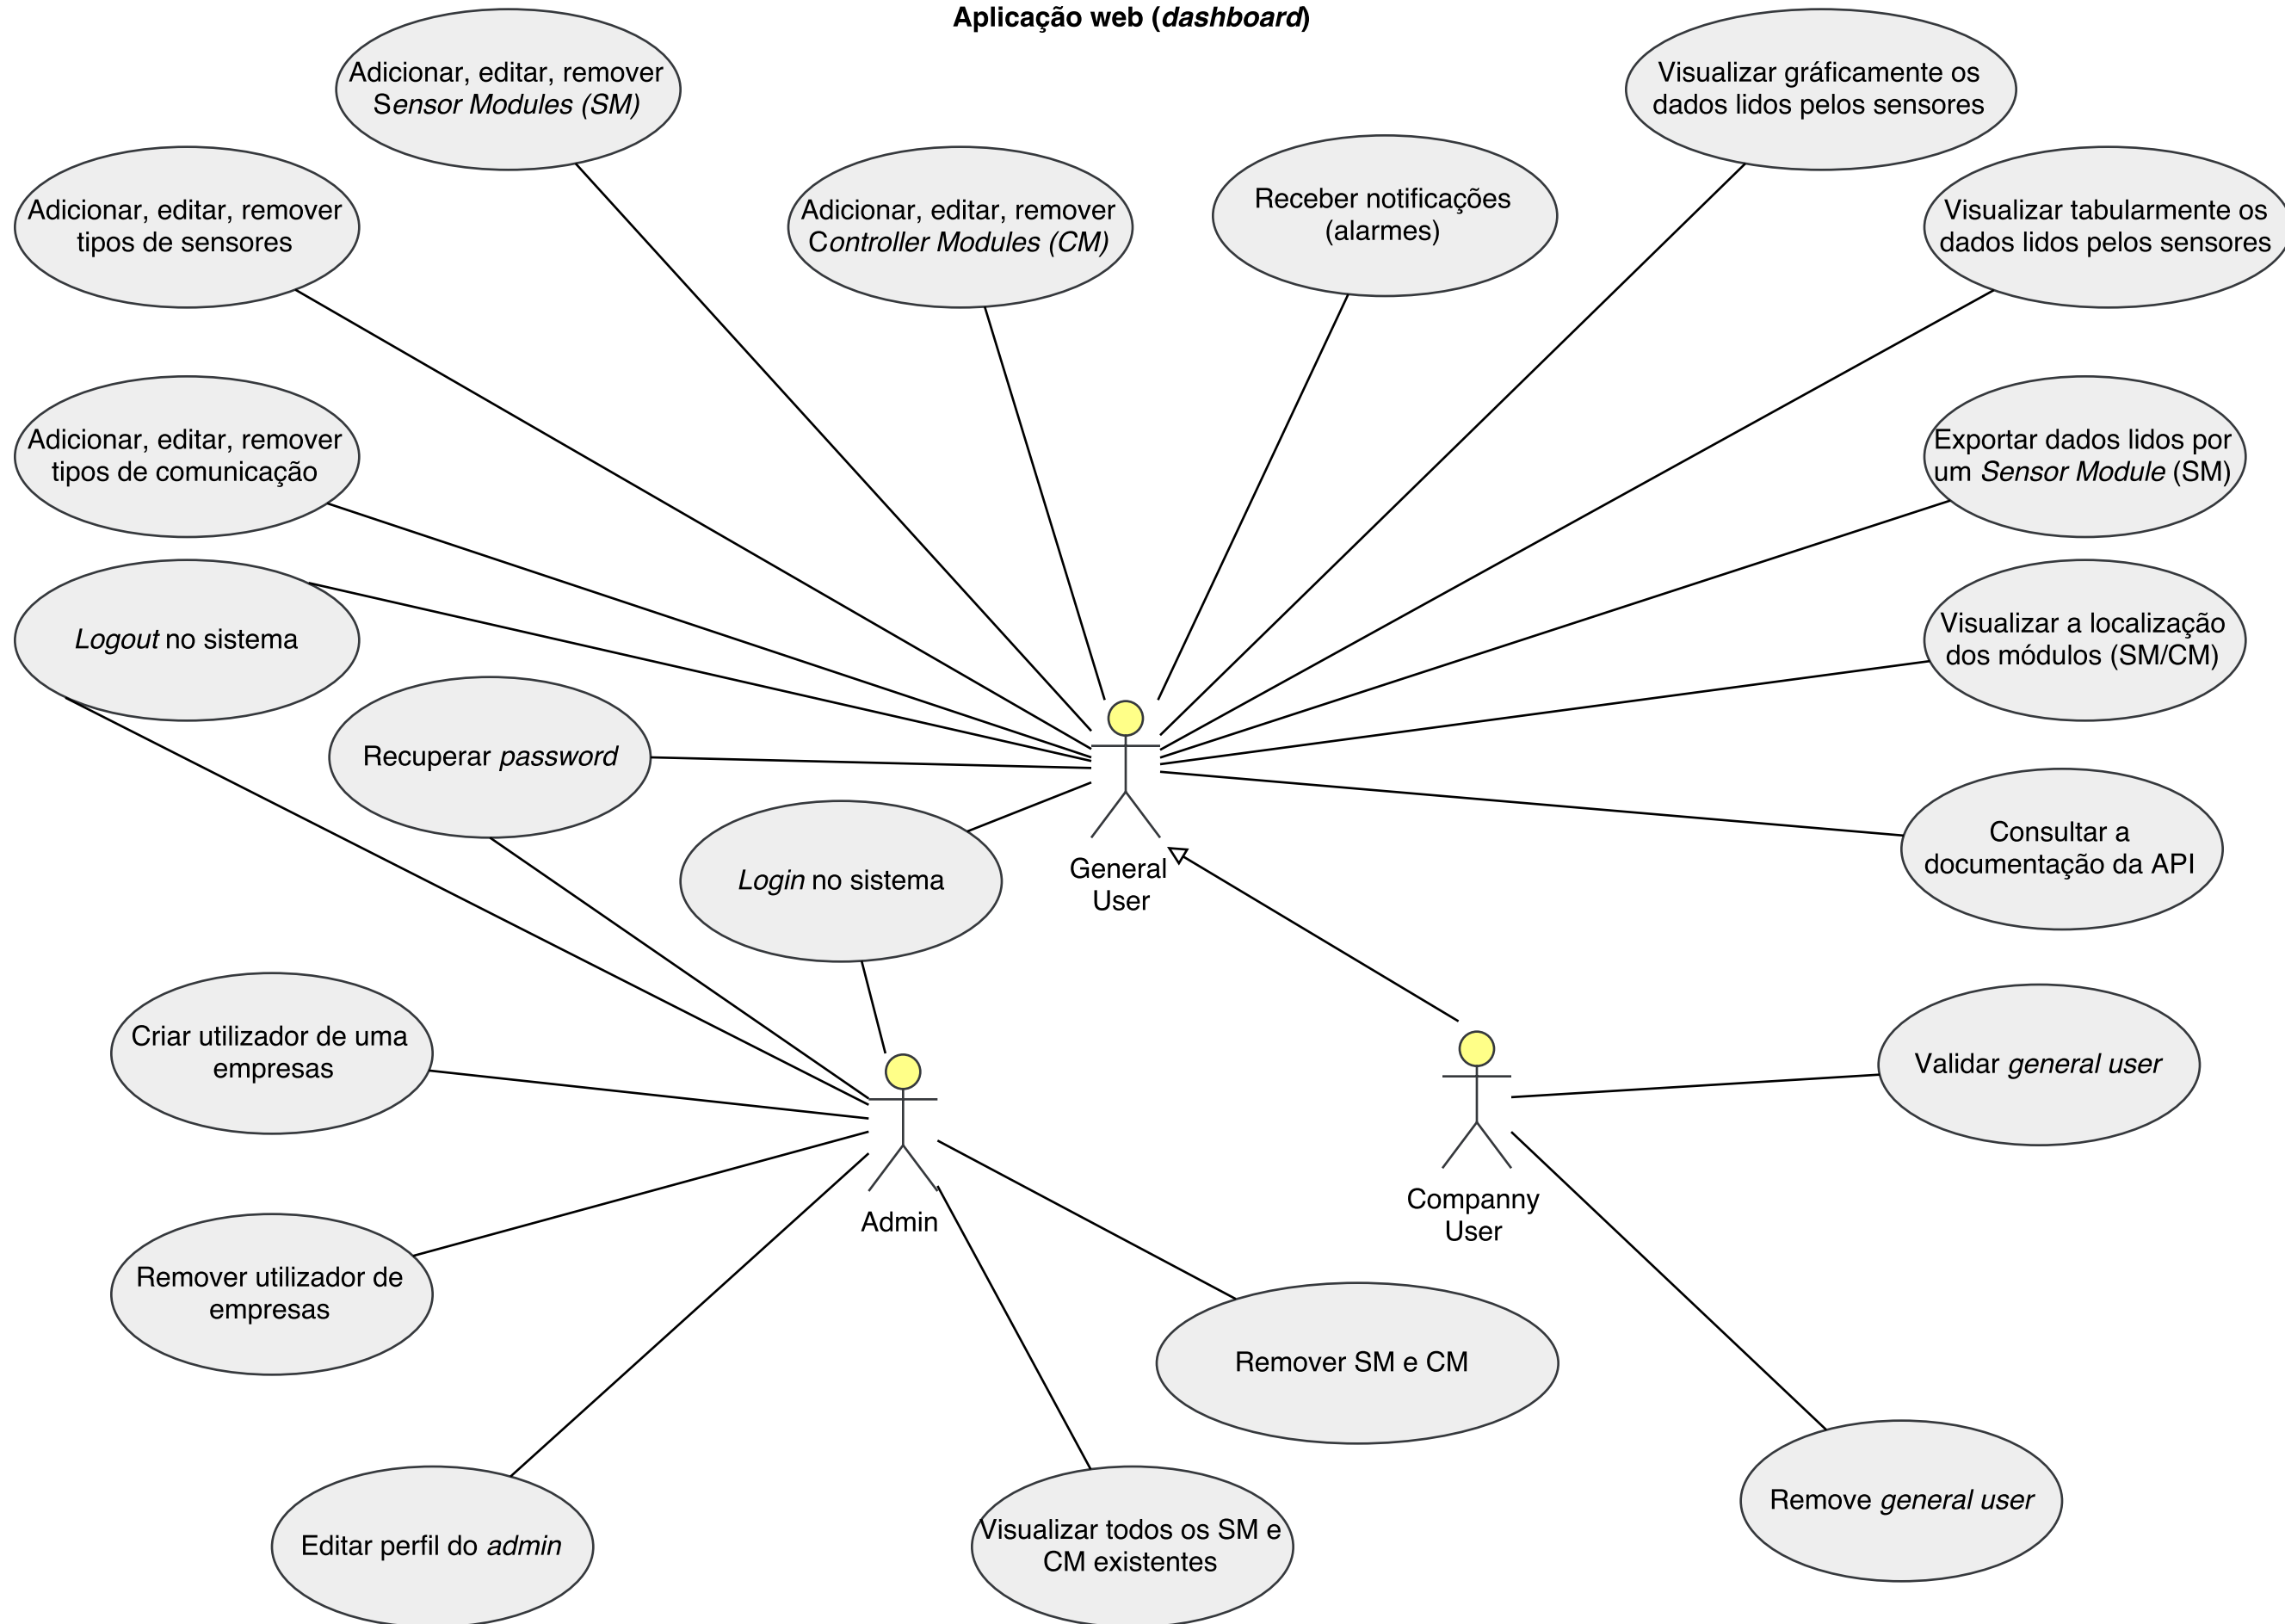 Aplicação web (dashboard)
Adicionar, editar, remover
Sensor Modules (SM)
Visualizar gráficamente os
dados lidos pelos sensores
Adicionar, editar, remover
tipos de sensores
Adicionar, editar, remover
Controller Modules (CM)
Receber notificações
(alarmes)
Visualizar tabularmente os
dados lidos pelos sensores
Adicionar, editar, remover
tipos de comunicação
Exportar dados lidos por
um Sensor Module (SM)
Logout no sistema
Visualizar a localização
dos módulos (SM/CM)
Recuperar password
Login no sistema
General
User
Consultar a
documentação da API
Criar utilizador de uma
empresas
Validar general user
Admin
Companny
User
Remover utilizador de
empresas
Remover SM e CM
Remove general user
Editar perfil do admin
Visualizar todos os SM e
CM existentes